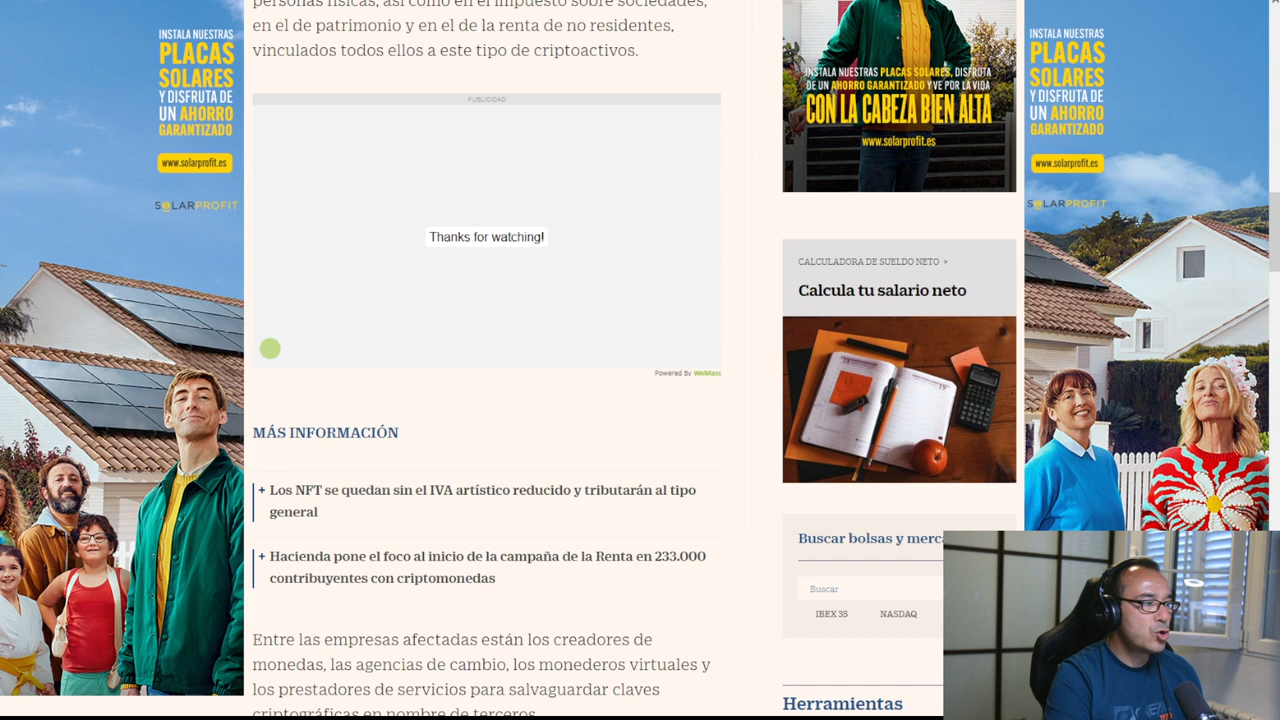 INSTALA NUESTRAS
PLACAS
SOLARES
Y DISFRUTA DE
UN AHORRO
GARANTIZADO
www.solarprofit.es
SOLARPROFIT
personas físicas, así como en el impuesto sobre sociedades,
en el de patrimonio y en el de la renta de no residentes,
vinculados todos ellos a este tipo de criptoactivos.
PUBLICIDAD
Thanks for watching!
Powered By WeMass
MÁS INFORMACIÓN
+ Los NFT se quedan sin el IVA artístico reducido y tributarán al tipo
general
+ Hacienda pone el foco al inicio de la campaña de la Renta en 233.000
contribuyentes con criptomonedas
Entre las empresas afectadas están los creadores de
monedas, las agencias de cambio, los monederos virtuales y
los prestadores de servicios para salvaguardar claves
criptográficas en nombre de terceros.
INSTALA NUESTRAS PLACAS SOLARES, DISFRUTA
DE UN AHORRO GARANTIZADO Y VE POR LA VIDA
CON LA CABEZA BIEN ALTA
www.solarprofit.es
CALCULADORA DE SUELDO NETO >
Calcula tu salario neto
18
19
Buscar bolsas y merca
Buscar
IBEX 35
NASDAQ
Herramientas
INSTALA NUESTRAS
PLACAS
SOLARES
Y DISFRUTA DE
UN AHORRO
GARANTIZADO
www.solarprofit.es
SOLARPROFIT